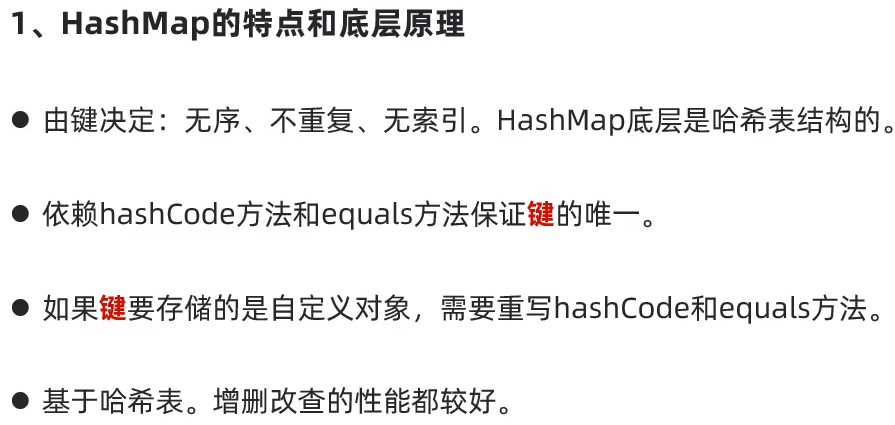 1、HashMap的特点和底层原理
● 由键决定：无序、不重复、无索引。HashMap底层是哈希表结构的。
● 依赖hashCode方法和equals方法保证键的唯一。
● 如果键要存储的是自定义对象，需要重写hashCode和equals方法。
● 基于哈希表。增删改查的性能都较好。